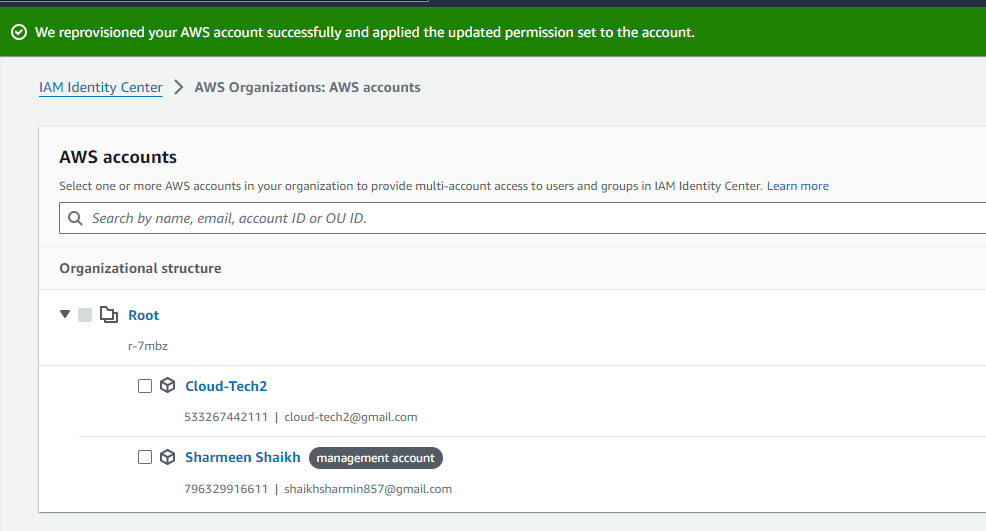 We reprovisioned your AWS account successfully and applied the updated permission set to the account.
IAM Identity Center > AWS Organizations: AWS accounts
AWS accounts
Select one or more AWS accounts in your organization to provide multi-account access to users and groups in IAM Identity Center. Learn more
Search by name, email, account ID or OU ID.
Organizational structure
Root
r-7mbz
Cloud-Tech2
533267442111 | cloud-tech2@gmail.com
Sharmeen Shaikh management account
796329916611 | shaikhsharmin857@gmail.com